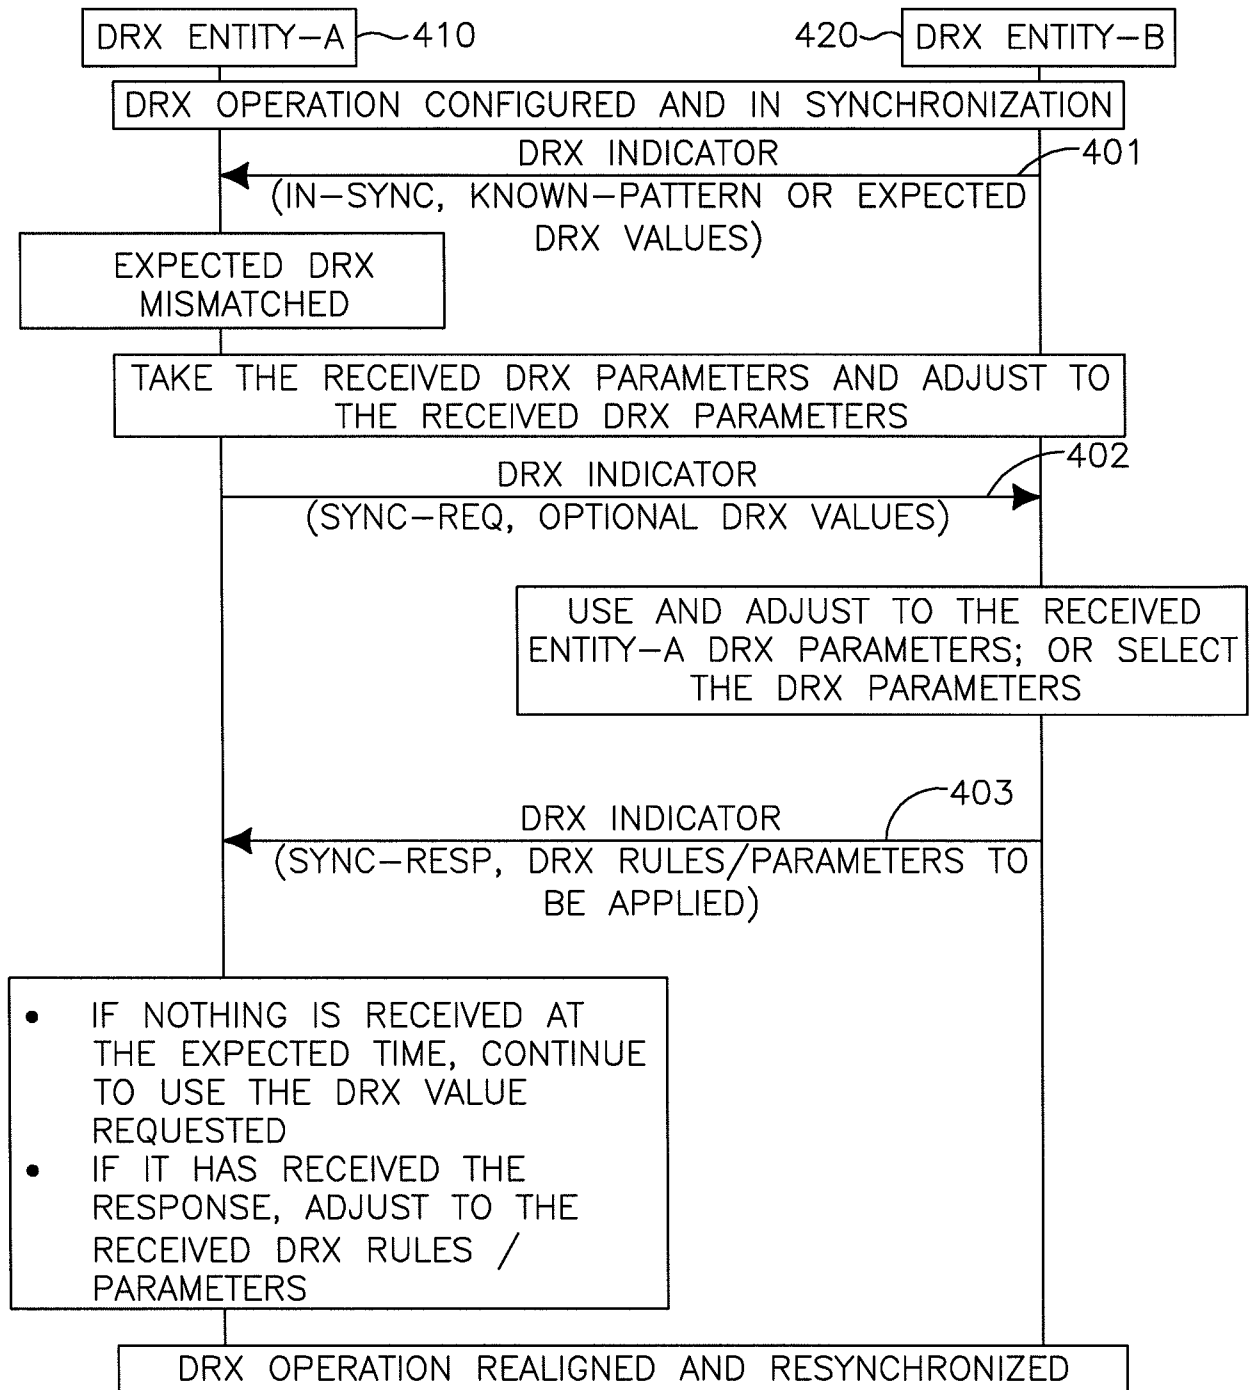 DRX ENTITY-A 410 420 DRX ENTITY-B
DRX OPERATION CONFIGURED AND IN SYNCHRONIZATION
DRX INDICATOR 401
(IN-SYNC, KNOWN-PATTERN OR EXPECTED
DRX VALUES)
EXPECTED DRX
MISMATCHED
TAKE THE RECEIVED DRX PARAMETERS AND ADJUST TO
THE RECEIVED DRX PARAMETERS
DRX INDICATOR 402
(SYNC-REQ, OPTIONAL DRX VALUES)
USE AND ADJUST TO THE RECEIVED
ENTITY-A DRX PARAMETERS; OR SELECT
THE DRX PARAMETERS
403
DRX INDICATOR
(SYNC-RESP, DRX RULES/PARAMETERS TO
BE APPLIED)
• IF NOTHING IS RECEIVED AT
THE EXPECTED TIME, CONTINUE
TO USE THE DRX VALUE
REQUESTED
• IF IT HAS RECEIVED THE
RESPONSE, ADJUST TO THE
RECEIVED DRX RULES /
PARAMETERS
DRX OPERATION REALIGNED AND RESYNCHRONIZED